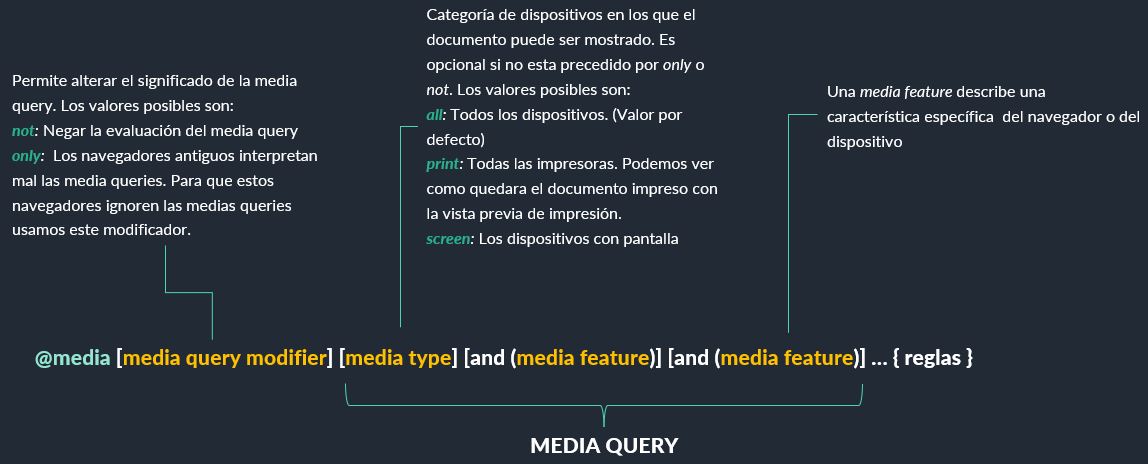 Permite alterar el significado de la media
query. Los valores posibles son:
not: Negar la evaluación del media query
only:  Los navegadores antiguos interpretan
mal las media queries. Para que estos
navegadores ignoren las medias queries
usamos este modificador.
Categoría de dispositivos en los que el
documento puede ser mostrado. Es
opcional si no esta precedido por only o
not. Los valores posibles son:
all: Todos los dispositivos. (Valor por
defecto)
print: Todas las impresoras. Podemos ver
como quedara el documento impreso con
la vista previa de impresión.
screen: Los dispositivos con pantalla
Una media feature describe una
característica específica  del navegador o del
dispositivo
@media [media query modifier] [media type] [and (media feature)] [and (media feature)] ... { reglas }
MEDIA QUERY